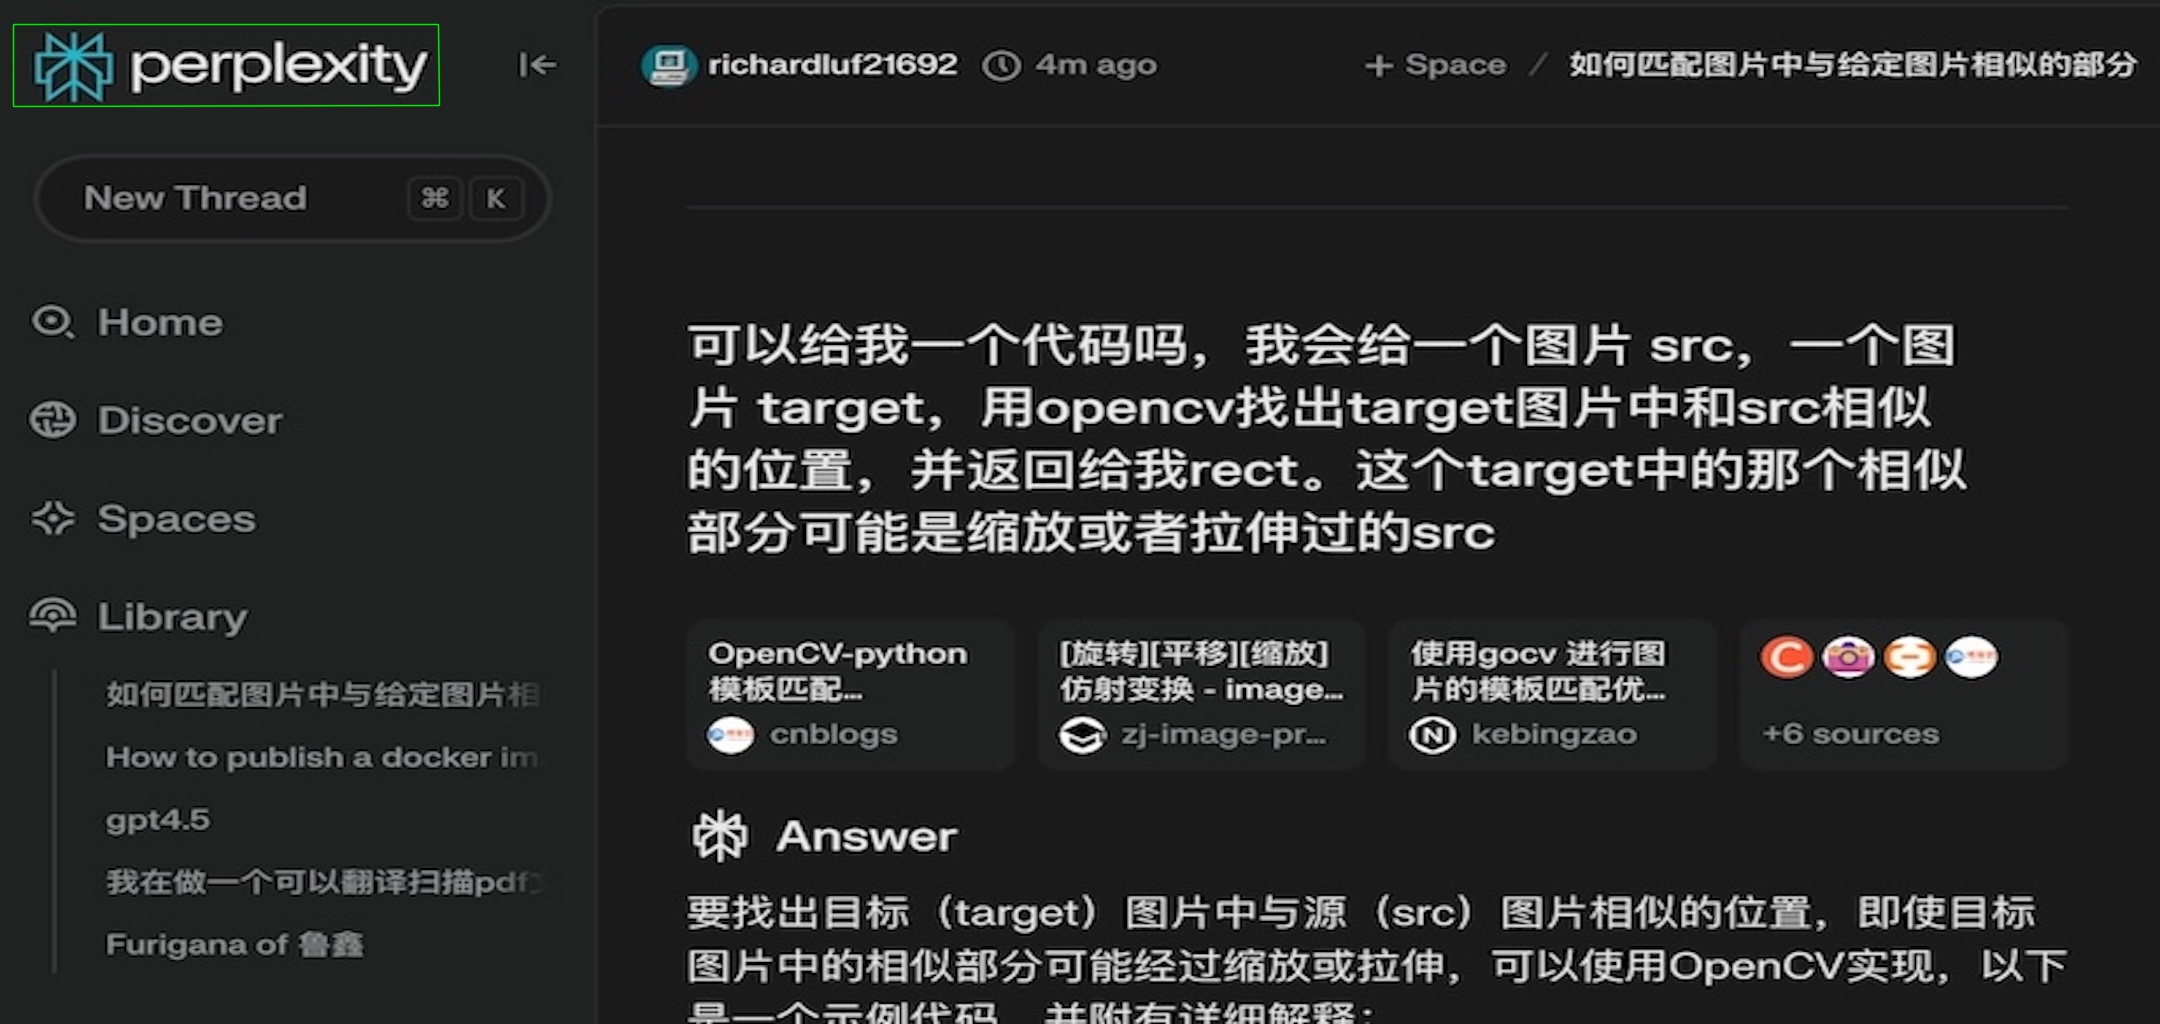 perplexity
New Thread
⌘ K
Home
Discover
Spaces
Library
如何匹配图片中与给定图片相
How to publish a docker im
gpt4.5
我在做一个可以翻译扫描pdf
Furigana of 鲁鑫
richardluf21692 4m ago
+ Space / 如何匹配图片中与给定图片相似的部分
可以给我一个代码吗，我会给一个图片 src，一个图
片 target，用opencv找出target图片中和src相似
的位置，并返回给我rect。这个target中的那个相似
部分可能是缩放或者拉伸过的src
OpenCV-python
模板匹配...
cnblogs
[旋转][平移][缩放]
仿射变换 - image...
zj-image-pr...
使用gocv 进行图
片的模板匹配优...
kebingzao
+6 sources
Answer
要找出目标（target）图片中与源（src）图片相似的位置，即使目标
图片中的相似部分可能经过缩放或拉伸，可以使用OpenCV实现，以下
是一个示例代码，并附有详细解释：